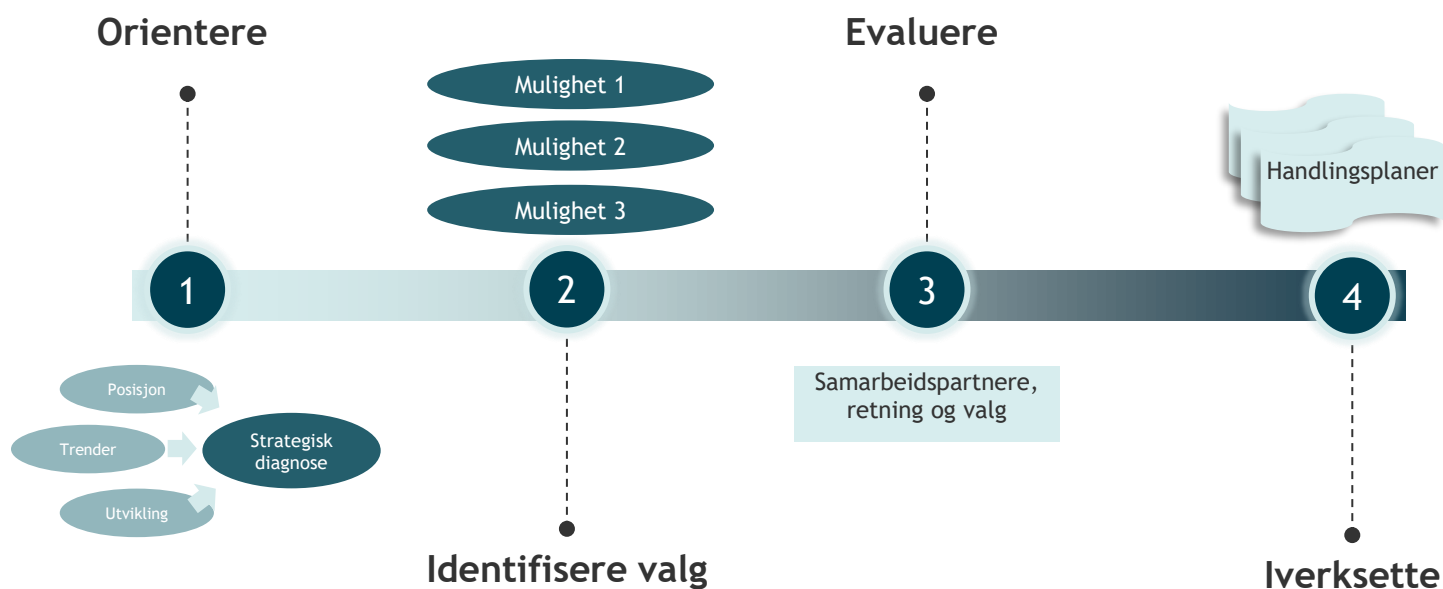 Orientere
Evaluere
Mulighet 1
Mulighet 2
Mulighet 3
Handlingsplaner
1
2
3
4
Posisjon
Trender
Utvikling
Strategisk
diagnose
Samarbeidspartnere,
retning og valg
Identifisere valg
Iverksette